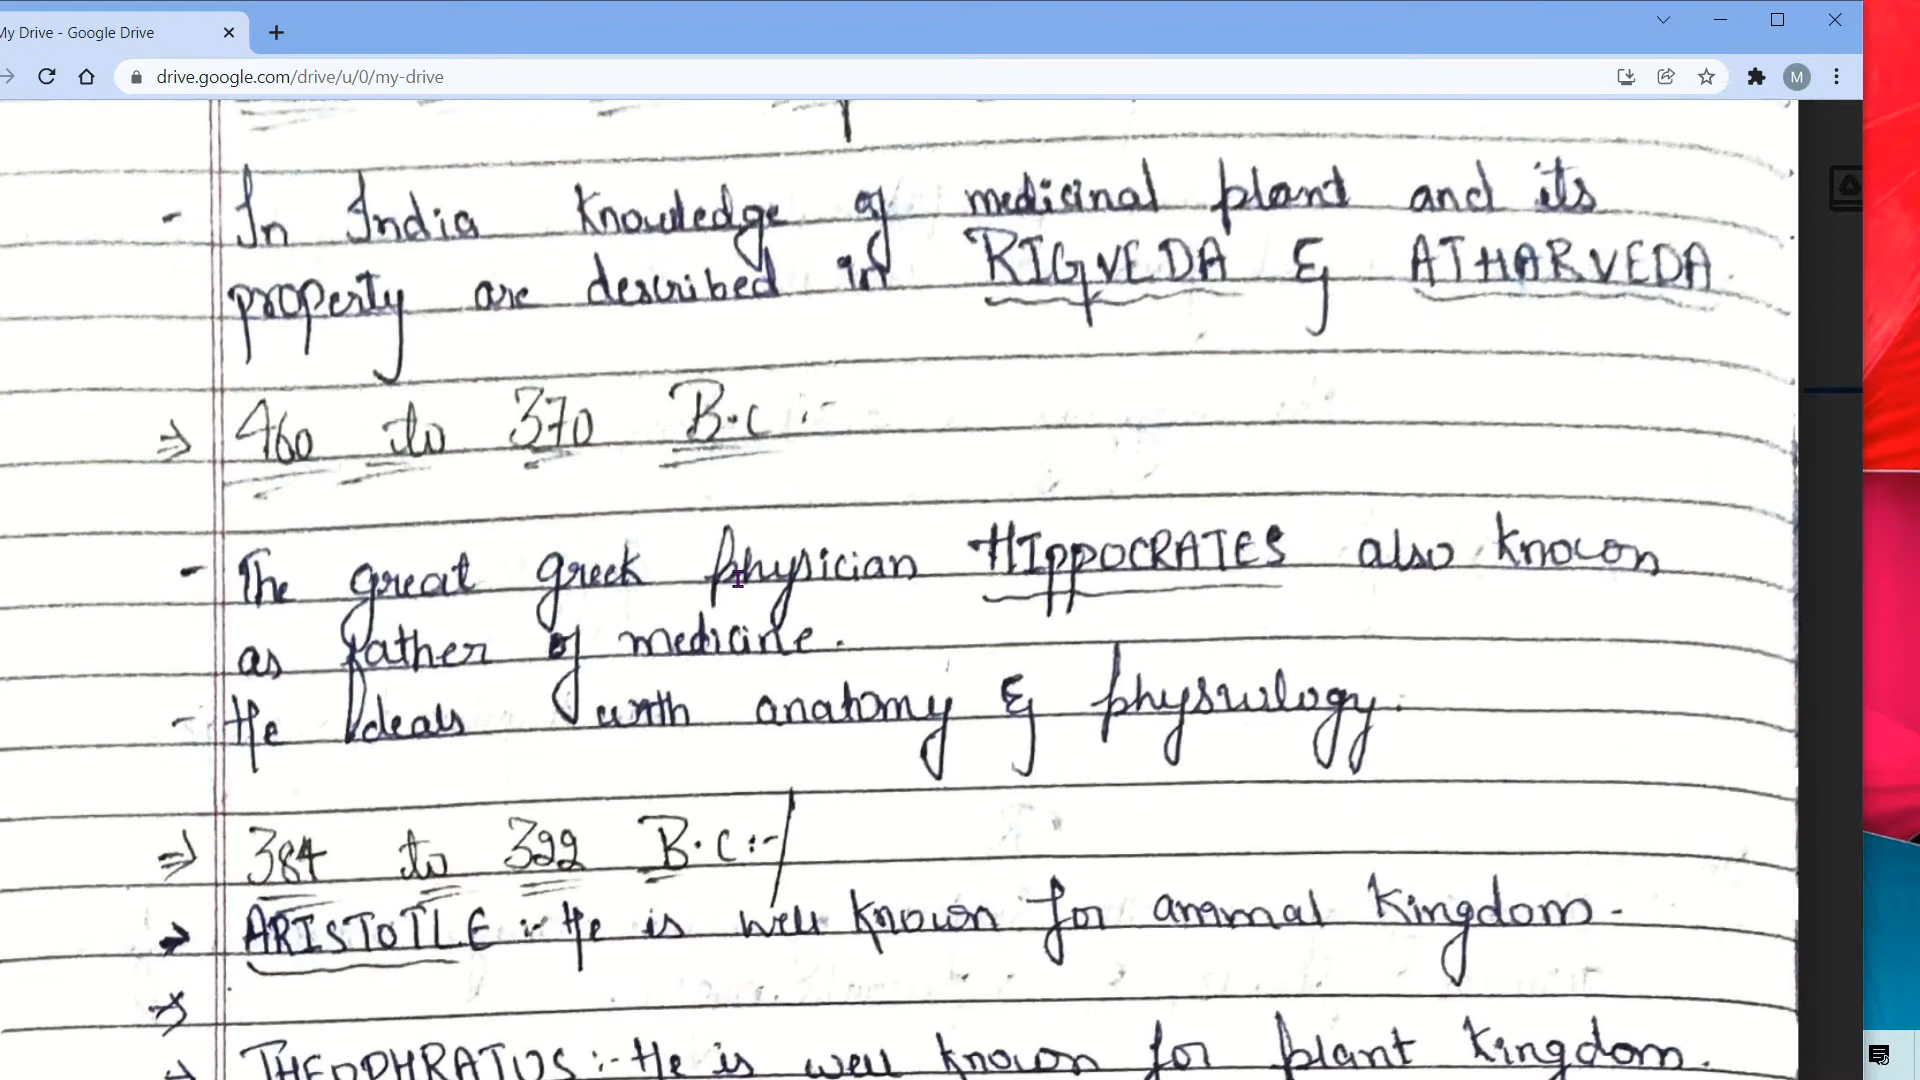 My Drive - Google Drive
drive.google.com/drive/u/0/my-drive
M
- In India Knowledge of medicinal plant and its
property are described in RIGVEDA & ATHARVEDA.
⇒ 460 to 370 B.C :-
- The great greek physician HIPPOCRATES also known
as father of medicine.
- He deals with anatomy & physiology.
⇒ 384 to 322 B.C :-
→ ARISTOTLE :- He is well known for animal Kingdom.
→ THEOPHRATUS :- He is well known for plant Kingdom.